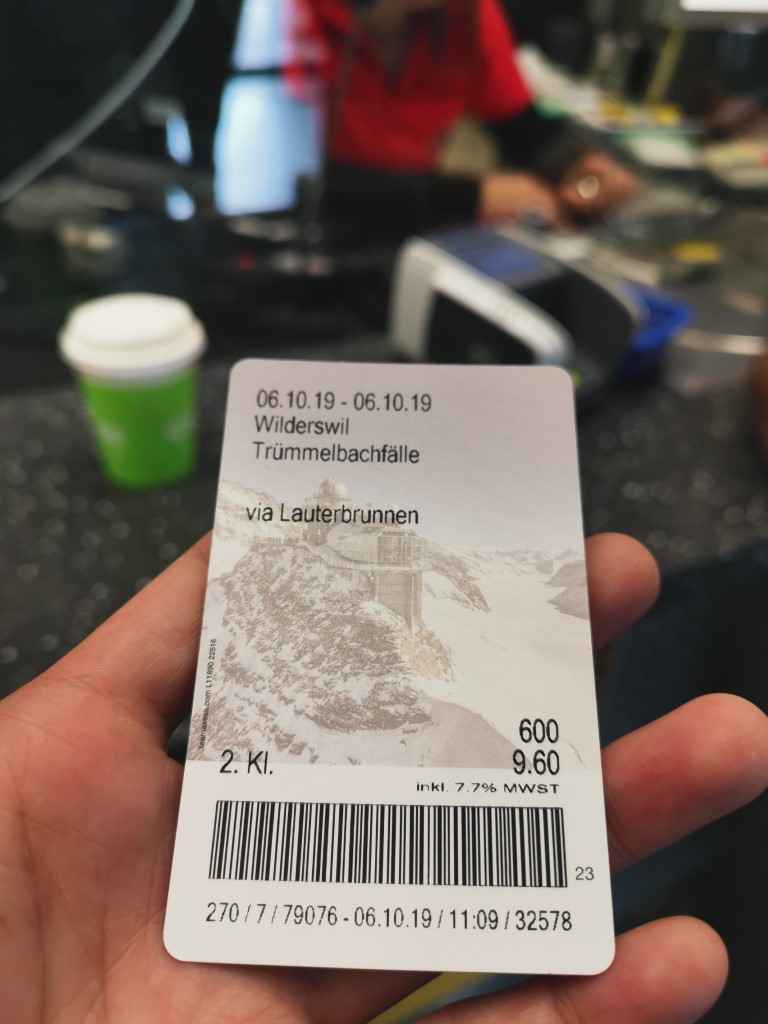 06.10.19 - 06.10.19
Wilderswil
Trümmelbachfälle
via Lauterbrunnen
600
2. Kl. 9.60
inkl. 7.7% MWST
23
270 / 7 / 79076 - 06.10.19 / 11:09 / 32578